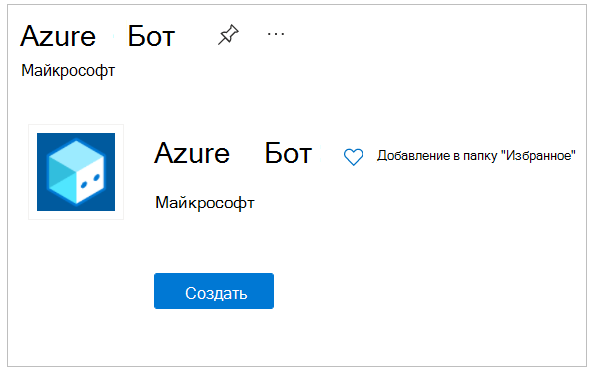 Azure Бот
Майкрософт
Azure Бот
Добавление в папку "Избранное"
Майкрософт
Создать